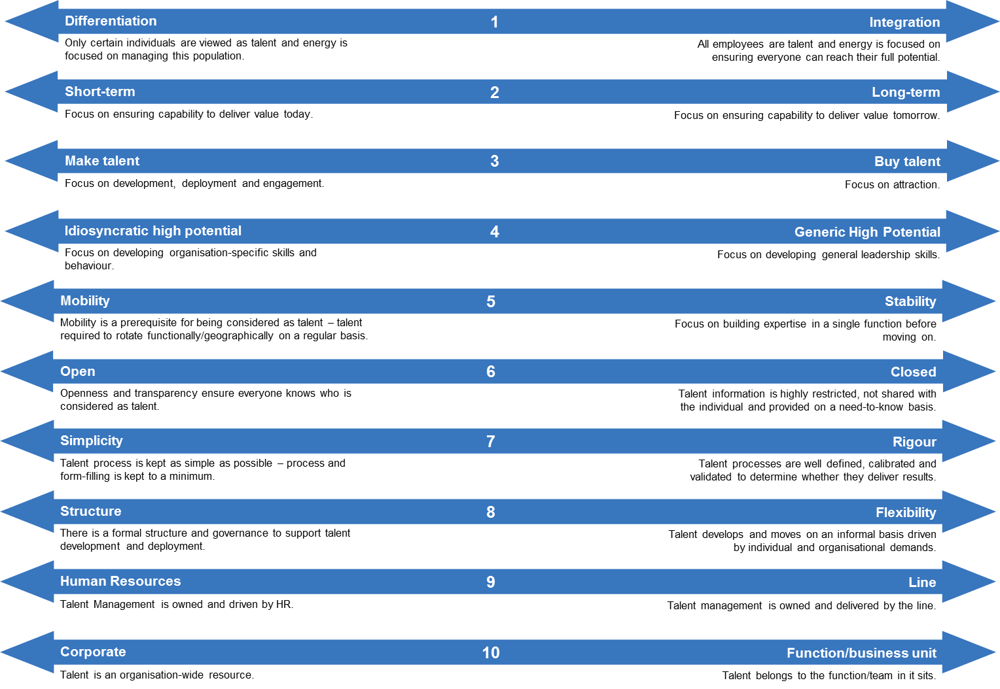 Differentiation 1 Integration
Only certain individuals are viewed as talent and energy is
focused on managing this population.
All employees are talent and energy is focused on
ensuring everyone can reach their full potential.
Short-term 2 Long-term
Focus on ensuring capability to deliver value today.
Focus on ensuring capability to deliver value tomorrow.
Make talent 3 Buy talent
Focus on development, deployment and engagement.
Focus on attraction.
Idiosyncratic high potential 4 Generic High Potential
Focus on developing organisation-specific skills and
behaviour.
Focus on developing general leadership skills.
Mobility 5 Stability
Mobility is a prerequisite for being considered as talent – talent
required to rotate functionally/geographically on a regular basis.
Focus on building expertise in a single function before
moving on.
Open 6 Closed
Openness and transparency ensure everyone knows who is
considered as talent.
Talent information is highly restricted, not shared with
the individual and provided on a need-to-know basis.
Simplicity 7 Rigour
Talent process is kept as simple as possible – process and
form-filling is kept to a minimum.
Talent processes are well defined, calibrated and
validated to determine whether they deliver results.
Structure 8 Flexibility
There is a formal structure and governance to support talent
development and deployment.
Talent develops and moves on an informal basis driven
by individual and organisational demands.
Human Resources 9 Line
Talent Management is owned and driven by HR.
Talent management is owned and delivered by the line.
Corporate 10 Function/business unit
Talent is an organisation-wide resource.
Talent belongs to the function/team in it sits.